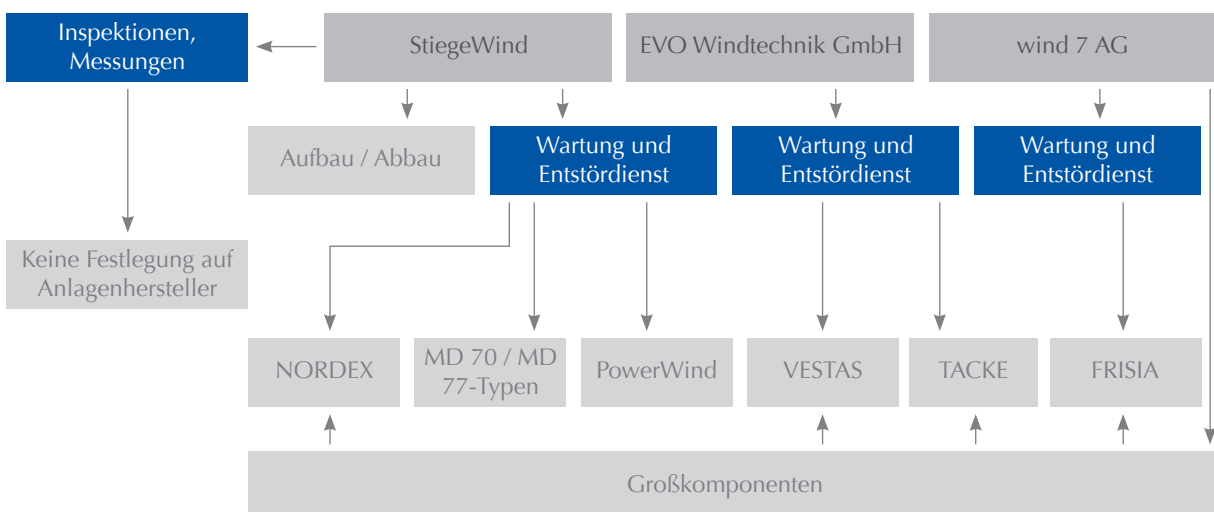 Inspektionen,
Messungen
StiegeWind
EVO Windtechnik GmbH
wind 7 AG
Aufbau / Abbau
Wartung und
Entstördienst
Wartung und
Entstördienst
Wartung und
Entstördienst
Keine Festlegung auf
Anlagenhersteller
NORDEX
MD 70 / MD
77-Typen
PowerWind
VESTAS
TACKE
FRISIA
Großkomponenten